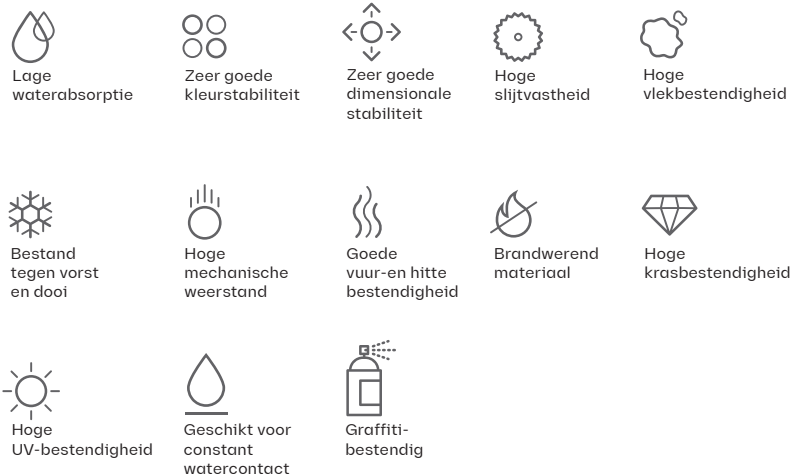 Lage
waterabsorptie
Zeer goede
kleurstabiliteit
Zeer goede
dimensionale
stabiliteit
Hoge
slijtvastheid
Hoge
vlekbestendigheid
Bestand
tegen vorst
en dooi
Hoge
mechanische
weerstand
Goede
vuur-en hitte
bestendigheid
Brandwerend
materiaal
Hoge
krasbestendigheid
Hoge
UV-bestendigheid
Geschikt voor
constant
watercontact
Graffiti-
bestendig